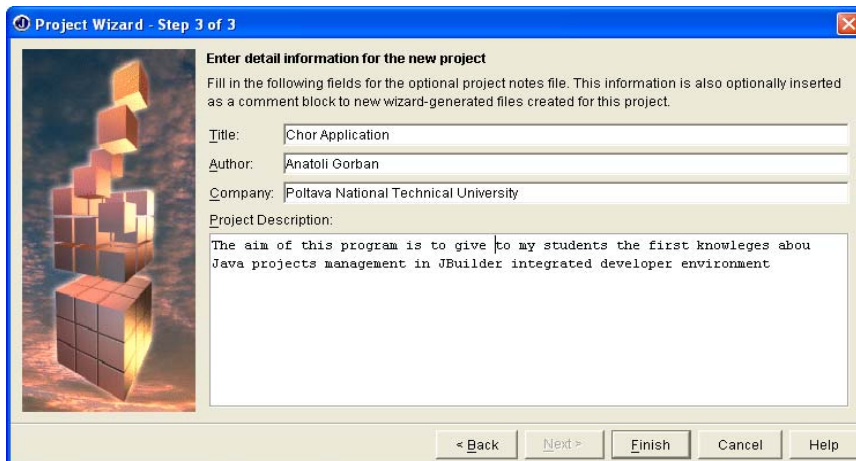 Project Wizard - Step 3 of 3
Enter detail information for the new project
Fill in the following fields for the optional project notes file. This information is also optionally inserted
as a comment block to new wizard-generated files created for this project.
Title: Chor Application
Author: Anatoli Gorban
Company: Poltava National Technical University
Project Description:
The aim of this program is to give to my students the first knowleges abou
Java projects management in JBuilder integrated developer environment
< Back Next > Finish Cancel Help